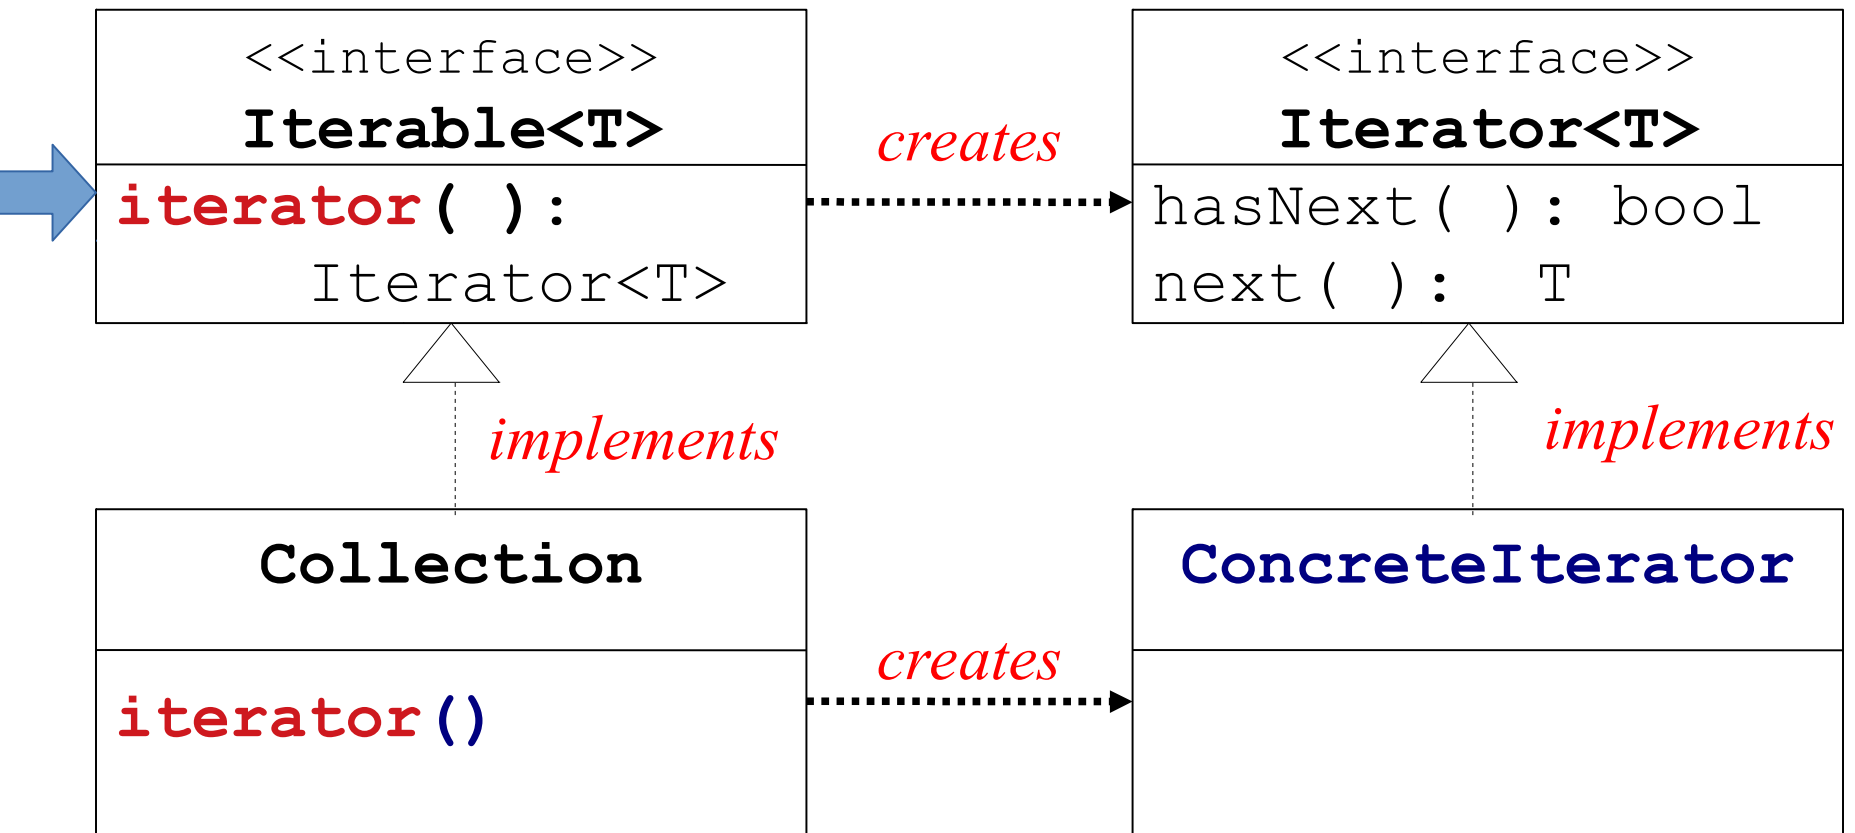 <<interface>>
Iterable<T>
iterator( ):
Iterator<T>
creates
<<interface>>
Iterator<T>
hasNext( ): bool
next( ): T
implements
implements
Collection
iterator()
creates
ConcreteIterator